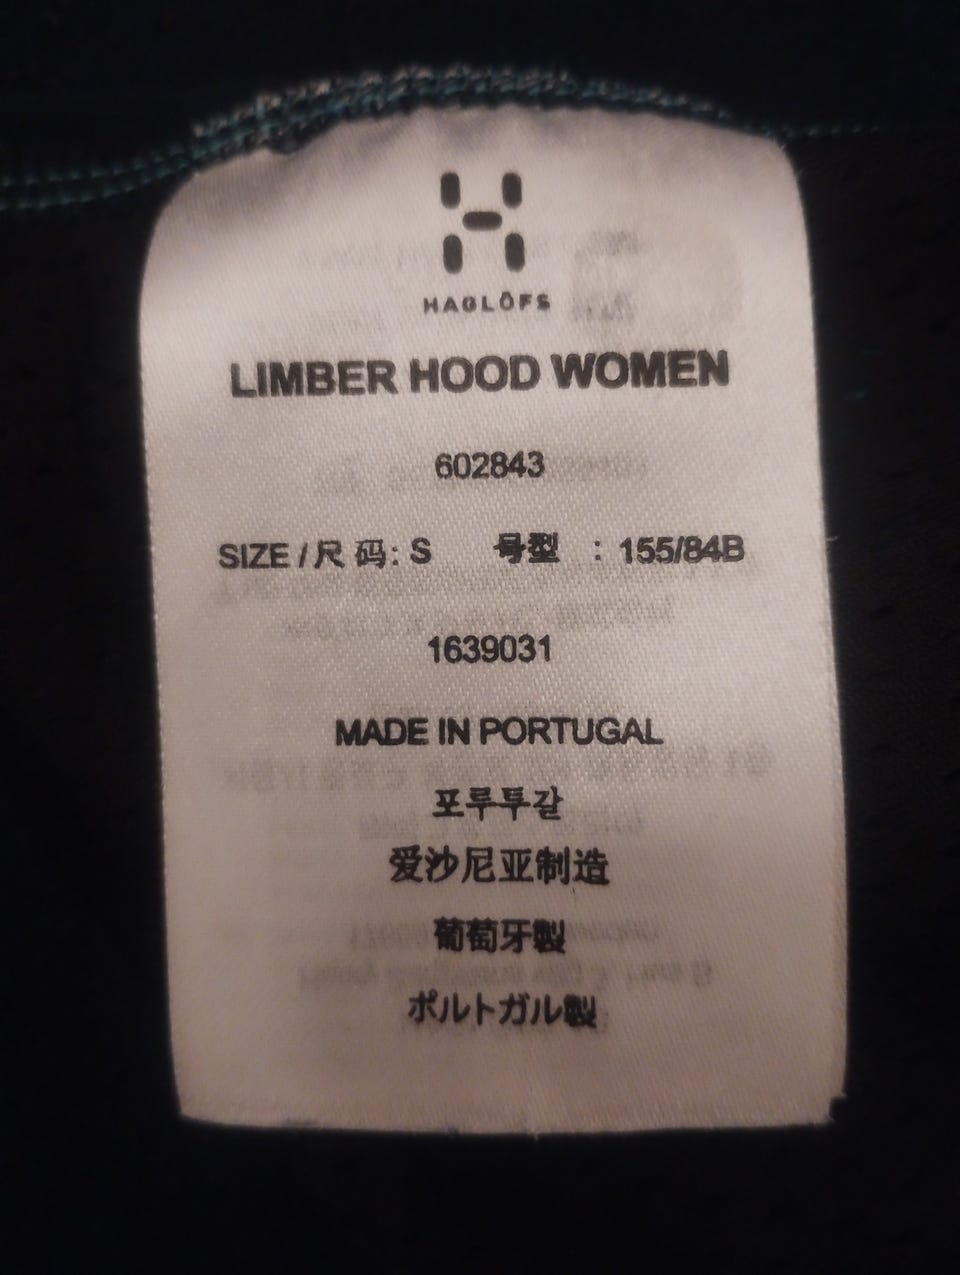 HAGLÖFS
LIMBER HOOD WOMEN
602843
SIZE / 尺 码: S 号型 : 155/84B
1639031
MADE IN PORTUGAL
포루투갈
爱沙尼亚制造
葡萄牙製
ポルトガル製